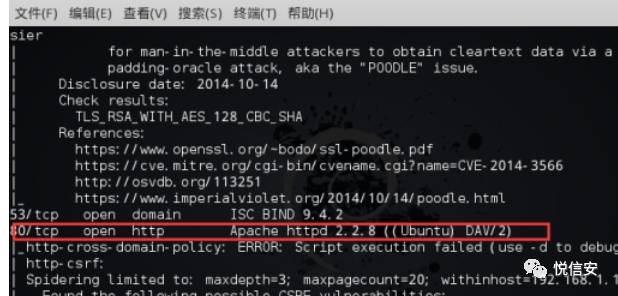 文件(F) 编辑(E) 查看(V) 搜索(S) 终端(T) 帮助(H)
sier
| for man-in-the-middle attackers to obtain cleartext data via a
| padding-oracle attack, aka the "POODLE" issue.
| Disclosure date: 2014-10-14
| Check results:
| TLS_RSA_WITH_AES_128_CBC_SHA
| References:
| https://www.openssl.org/~bodo/ssl-poodle.pdf
| https://cve.mitre.org/cgi-bin/cvename.cgi?name=CVE-2014-3566
| http://osvdb.org/113251
|_ https://www.imperialviolet.org/2014/10/14/poodle.html
53/tcp open domain ISC BIND 9.4.2
80/tcp open http Apache httpd 2.2.8 ((Ubuntu) DAV/2)
|_http-cross-domain-policy: ERROR: Script execution failed (use -d to debug
| http-csrf:
| Spidering limited to: maxdepth=3; maxpagecount=20; withinhost=192.168.1.
| Found the following possible CSRF vulnerabilities:
悦信安